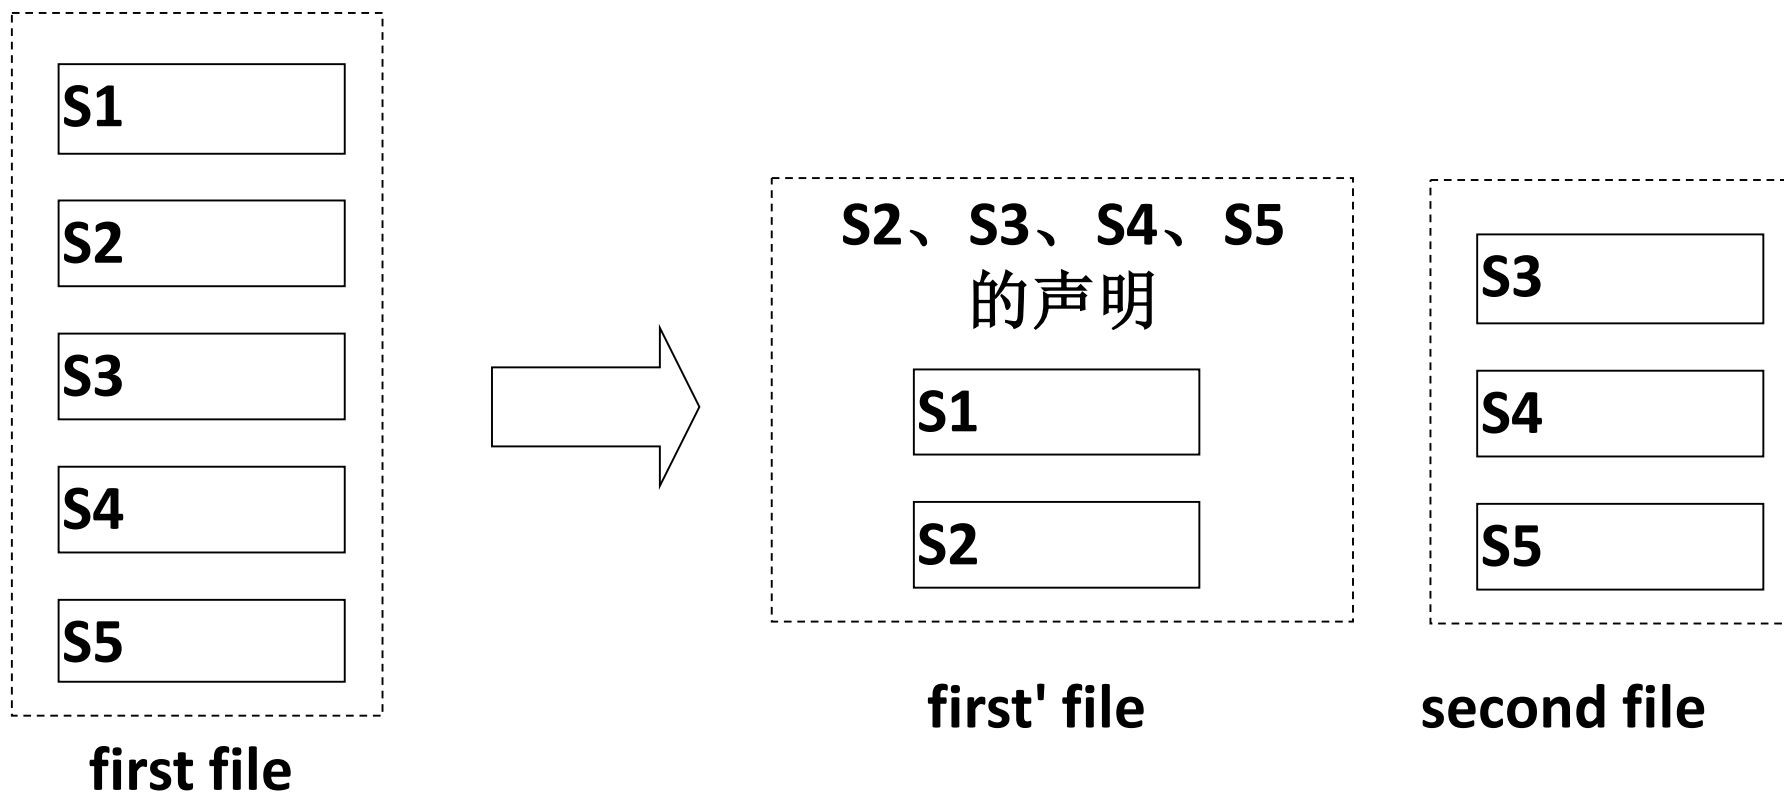 S1
S2
S3
S4
S5
first file
S2、S3、S4、S5
的声明
S1
S2
first' file
S3
S4
S5
second file